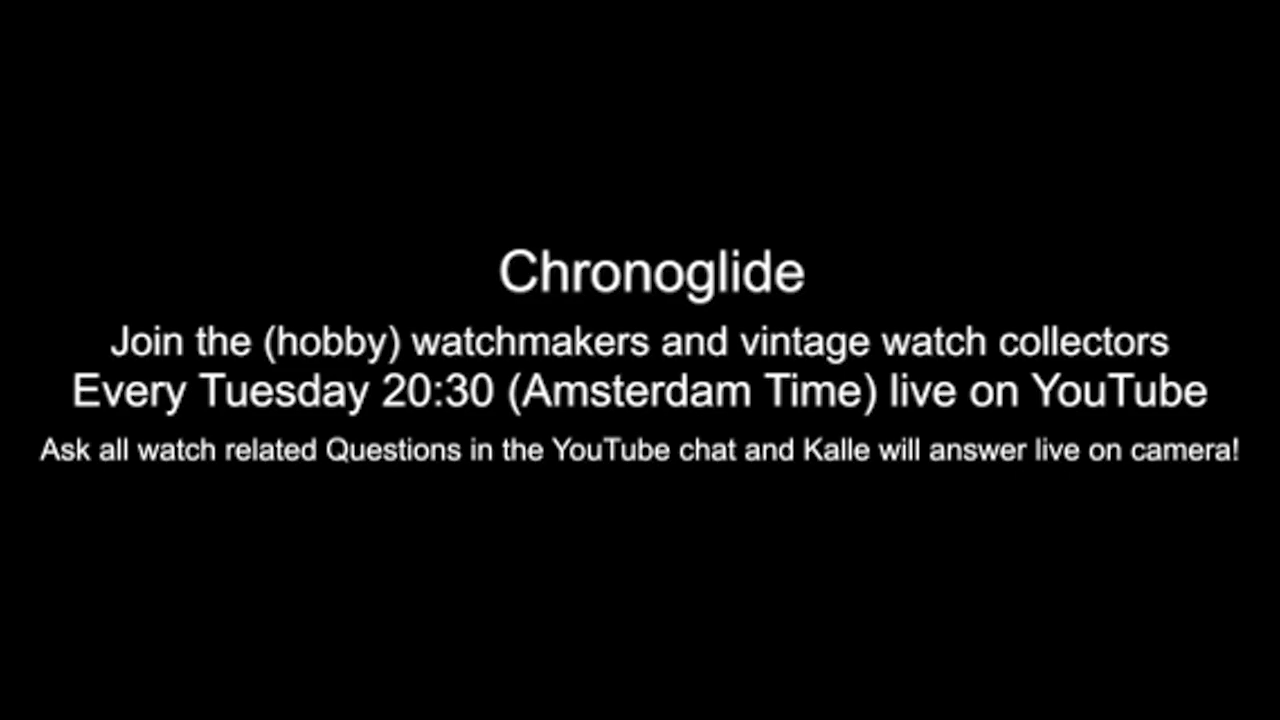 Chronoglide
Join the (hobby) watchmakers and vintage watch collectors
Every Tuesday 20:30 (Amsterdam Time) live on YouTube
Ask all watch related Questions in the YouTube chat and Kalle will answer live on camera!